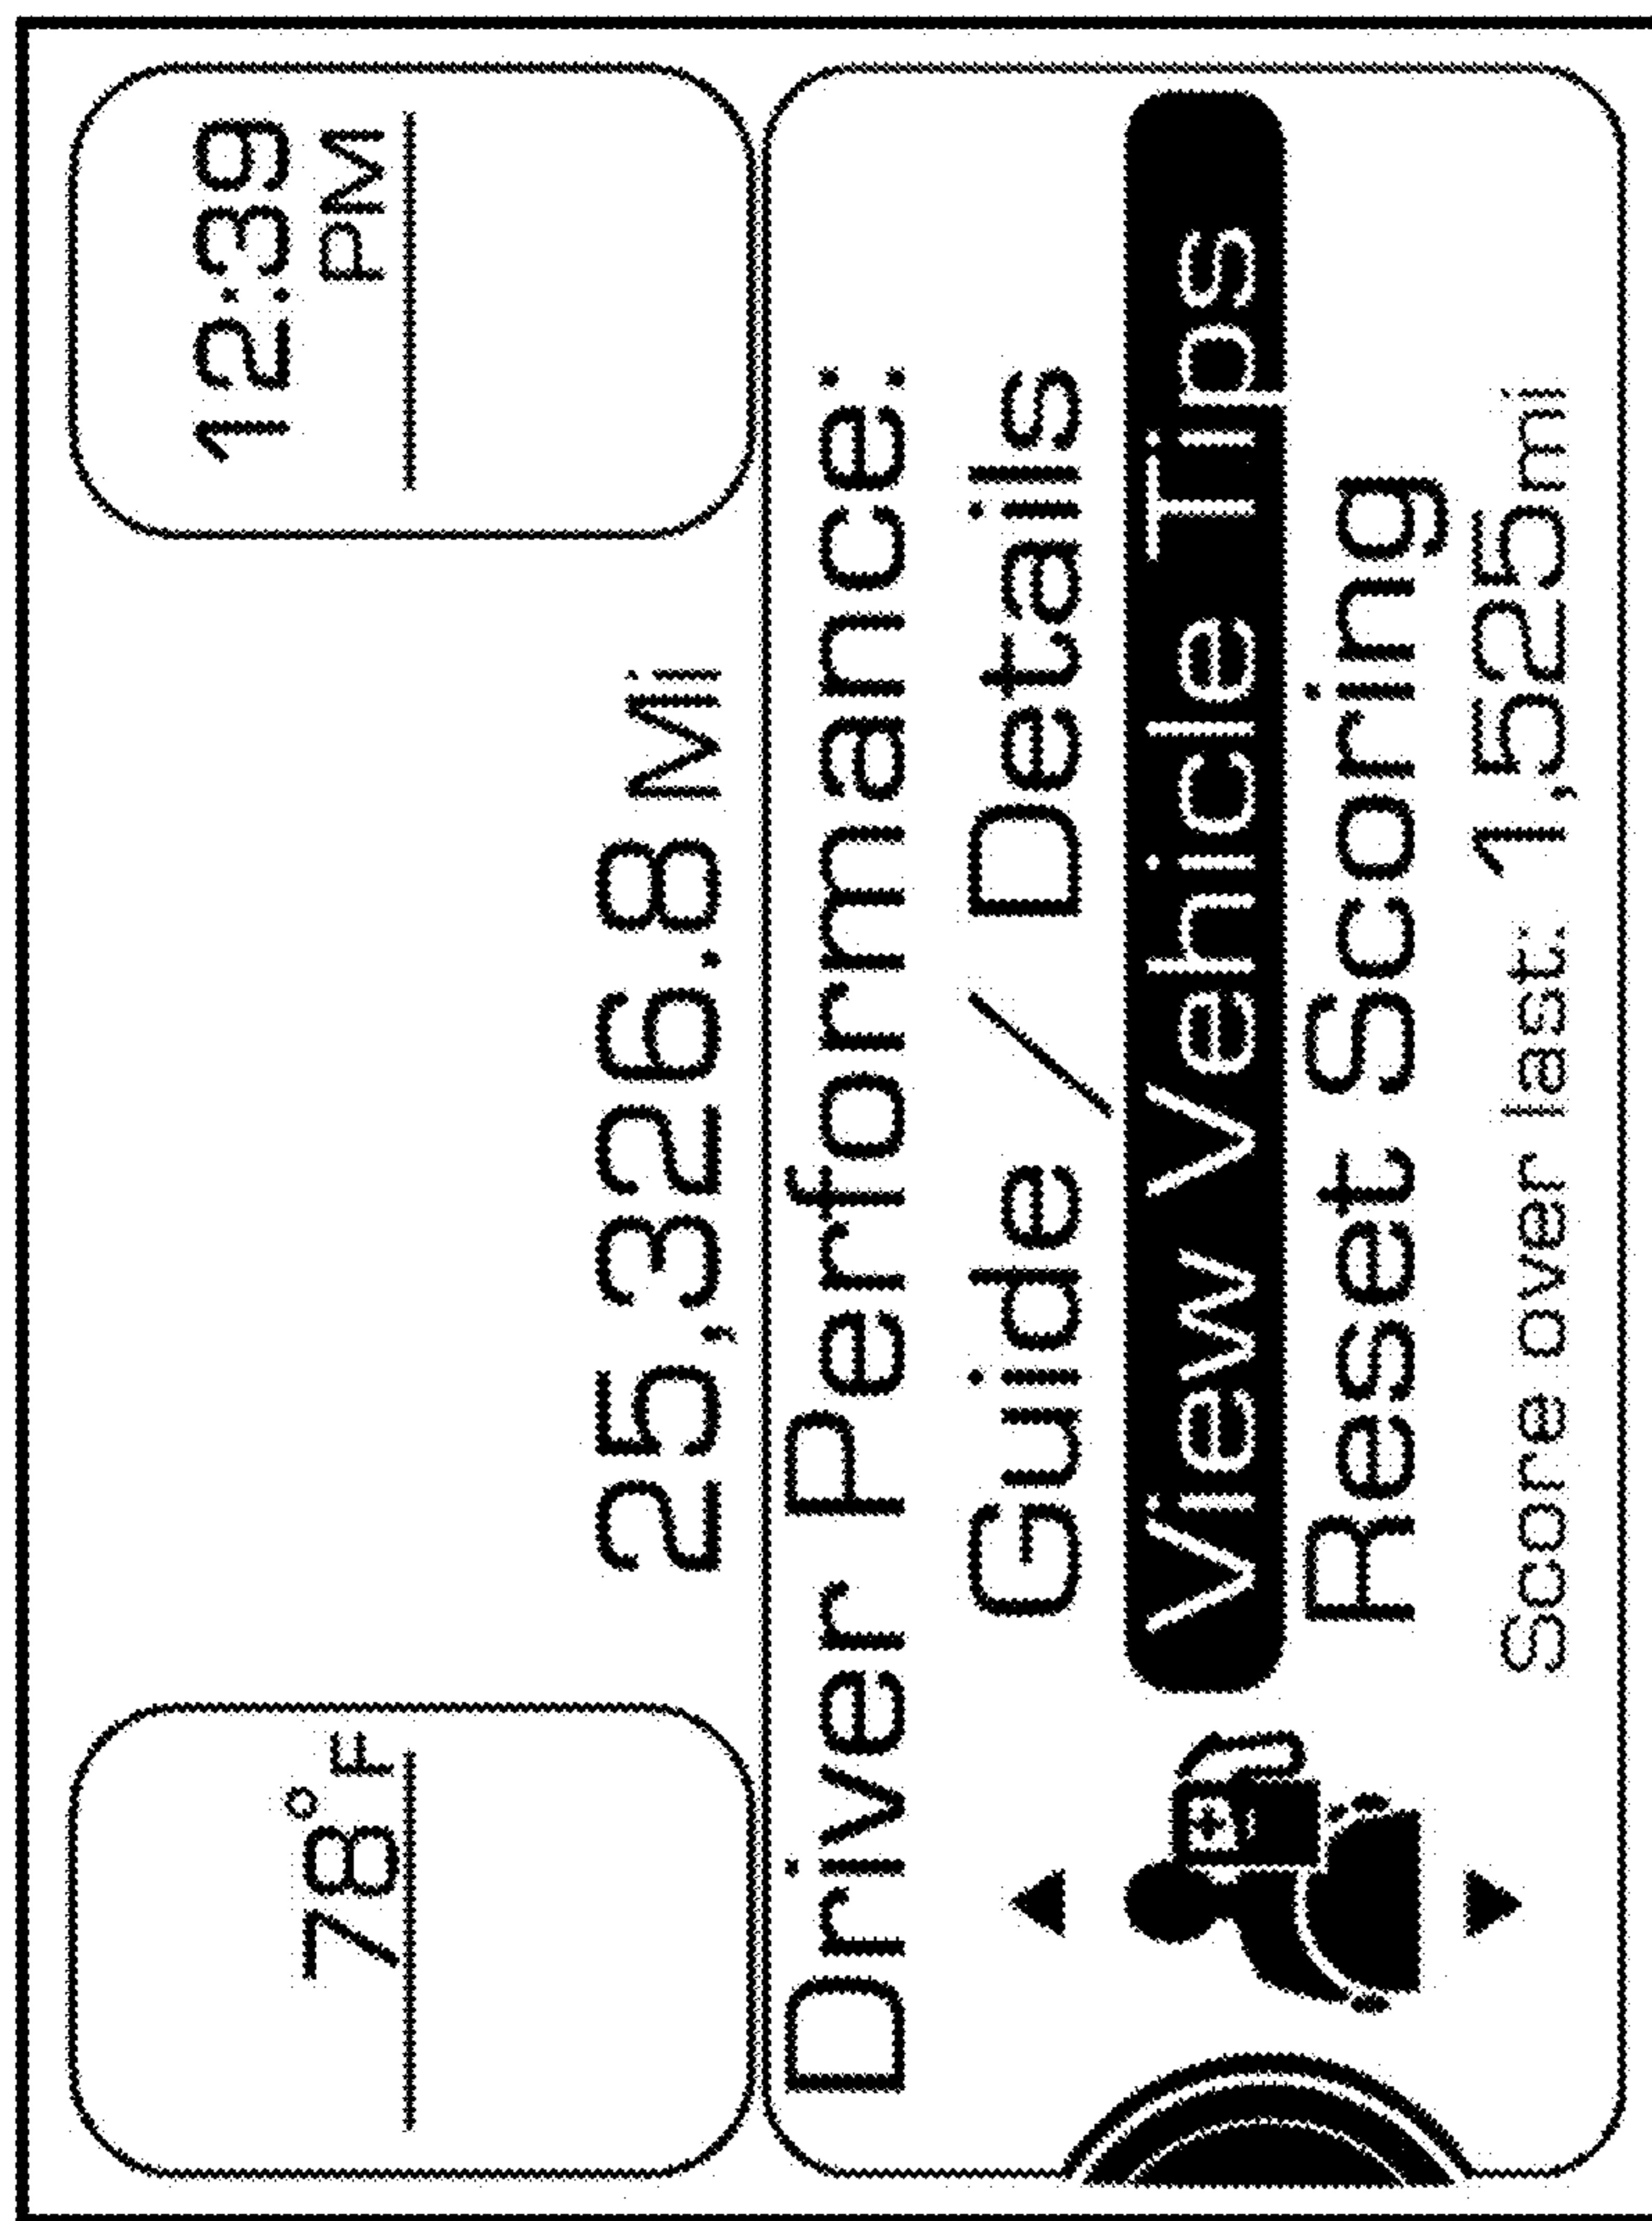 78°F
25,326.8 Mi
12:39
PM
Driver Performance:
Guide / Details
View Vehicle Tips
Reset Scoring
Score over last: 1,525mi